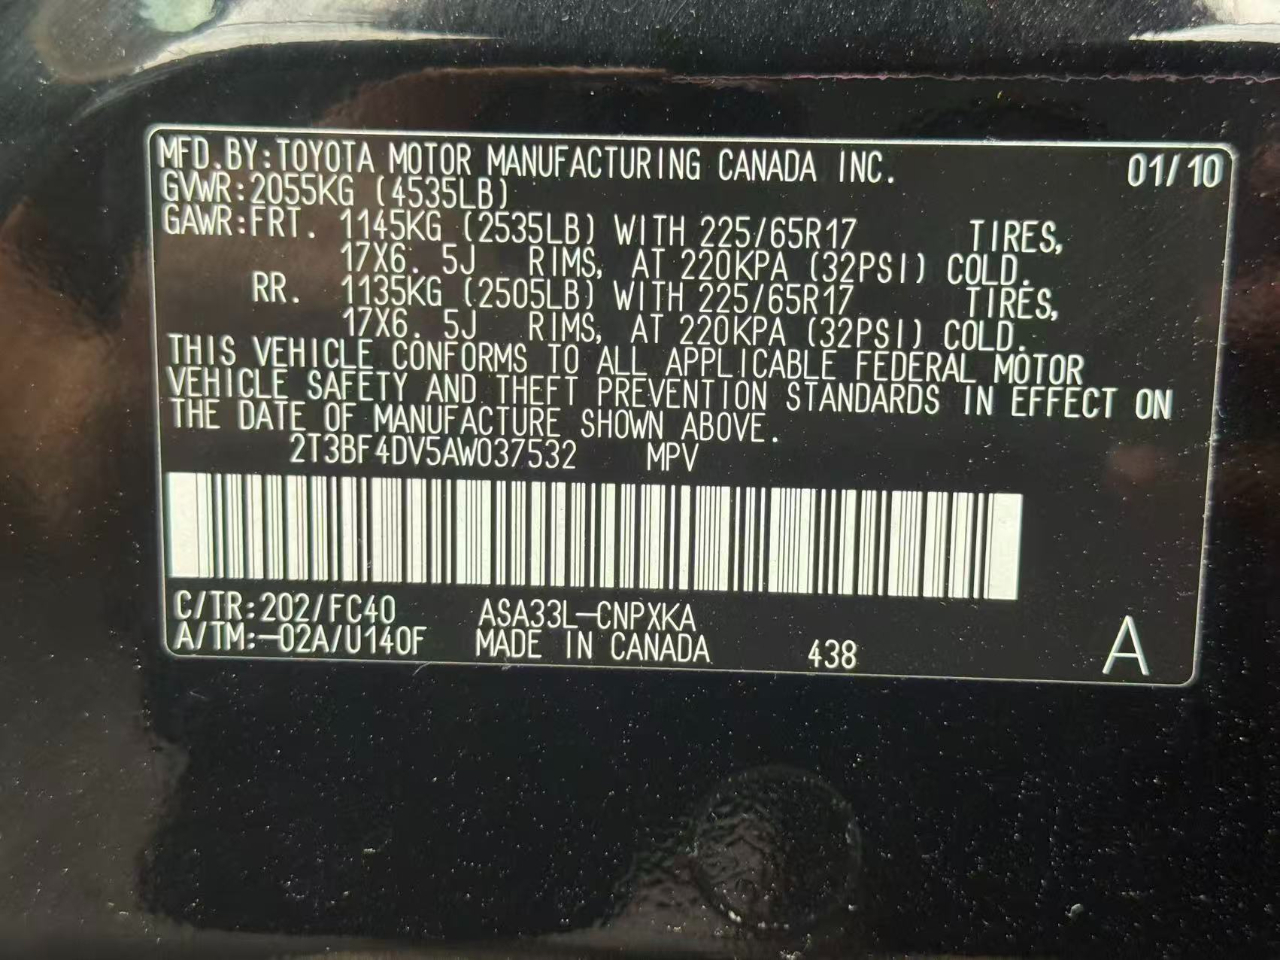 MFD.BY:TOYOTA MOTOR MANUFACTURING CANADA INC. 01/10
GVWR:2055KG (4535LB)
GAWR:FRT. 1145KG (2535LB) WITH 225/65R17 TIRES,
17X6. 5J RIMS, AT 220KPA (32PSI) COLD.
RR. 1135KG (2505LB) WITH 225/65R17 TIRES,
17X6. 5J RIMS, AT 220KPA (32PSI) COLD.
THIS VEHICLE CONFORMS TO ALL APPLICABLE FEDERAL MOTOR
VEHICLE SAFETY AND THEFT PREVENTION STANDARDS IN EFFECT ON
THE DATE OF MANUFACTURE SHOWN ABOVE.
2T3BF4DV5AW037532 MPV
C/TR:202/FC40 ASA33L-CNPXKA
A/TM:-02A/U140F MADE IN CANADA 438 A